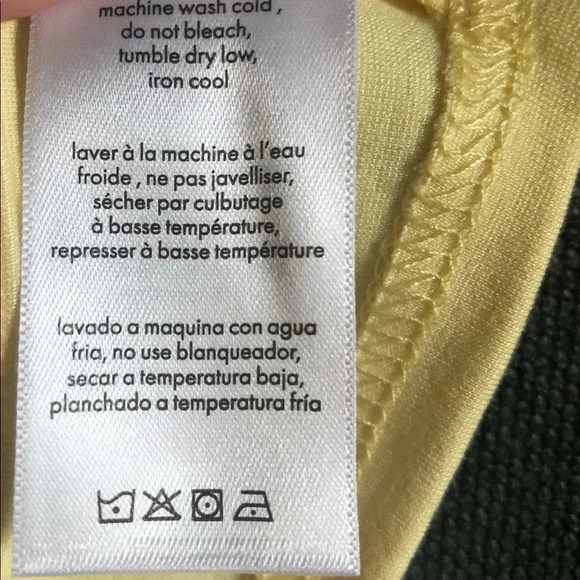 machine wash cold ,
do not bleach,
tumble dry low,
iron cool
laver à la machine à l'eau
froide , ne pas javelliser,
sécher par culbutage
à basse température,
represser à basse température
lavado a maquina con agua
fria, no use blanqueador,
secar a temperatura baja,
planchado a temperatura fría